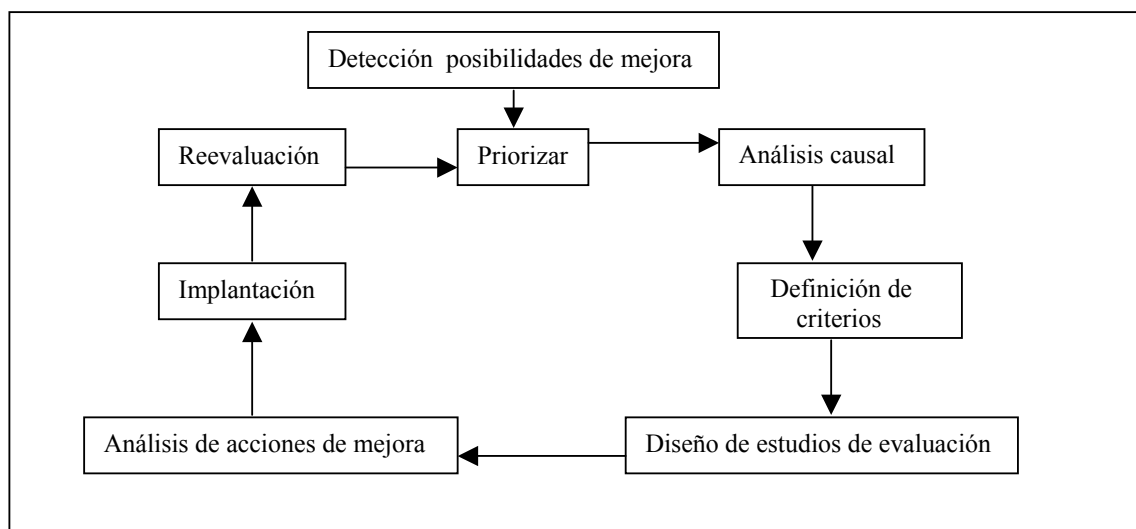 Detección posibilidades de mejora
Reevaluación
Priorizar
Análisis causal
Implantación
Definición de
criterios
Análisis de acciones de mejora
Diseño de estudios de evaluación